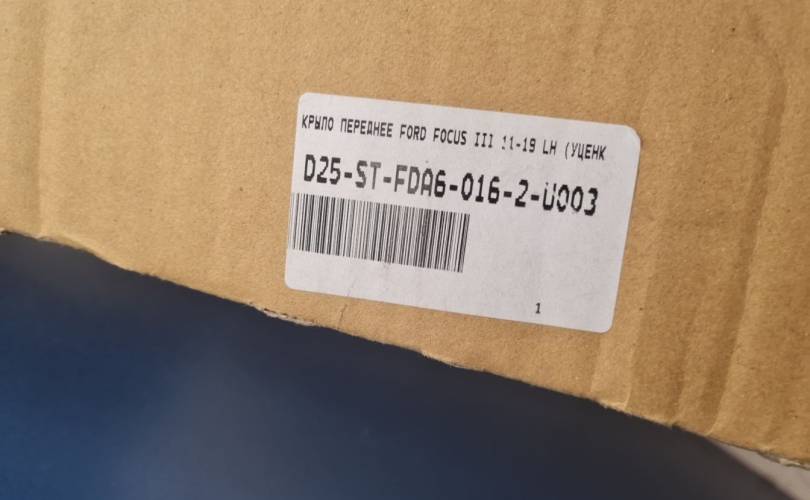 КРЫЛО ПЕРЕДНЕЕ FORD FOCUS III 11-19 LH (УЦЕНК
D25-ST-FDA6-016-2-U003
1